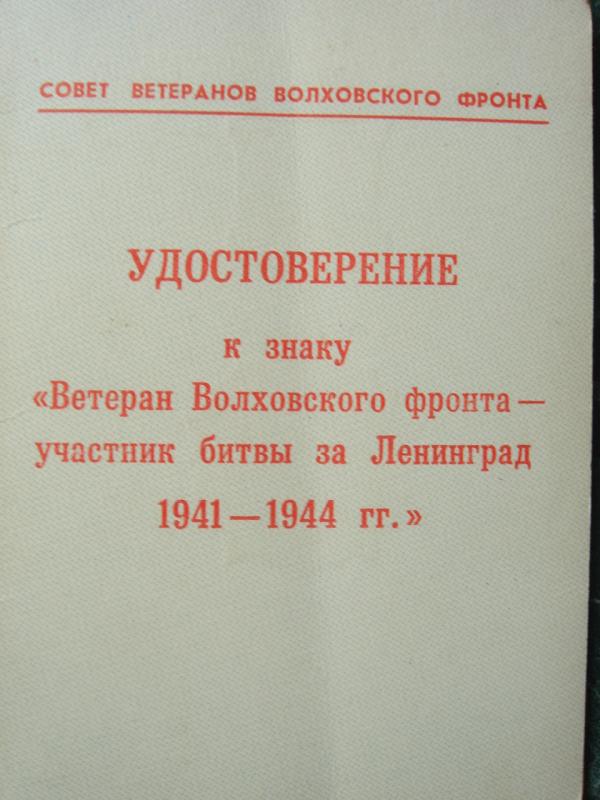 СОВЕТ ВЕТЕРАНОВ ВОЛХОВСКОГО ФРОНТА
УДОСТОВЕРЕНИЕ
к знаку
«Ветеран Волховского фронта —
участник битвы за Ленинград
1941 — 1944 гг.»